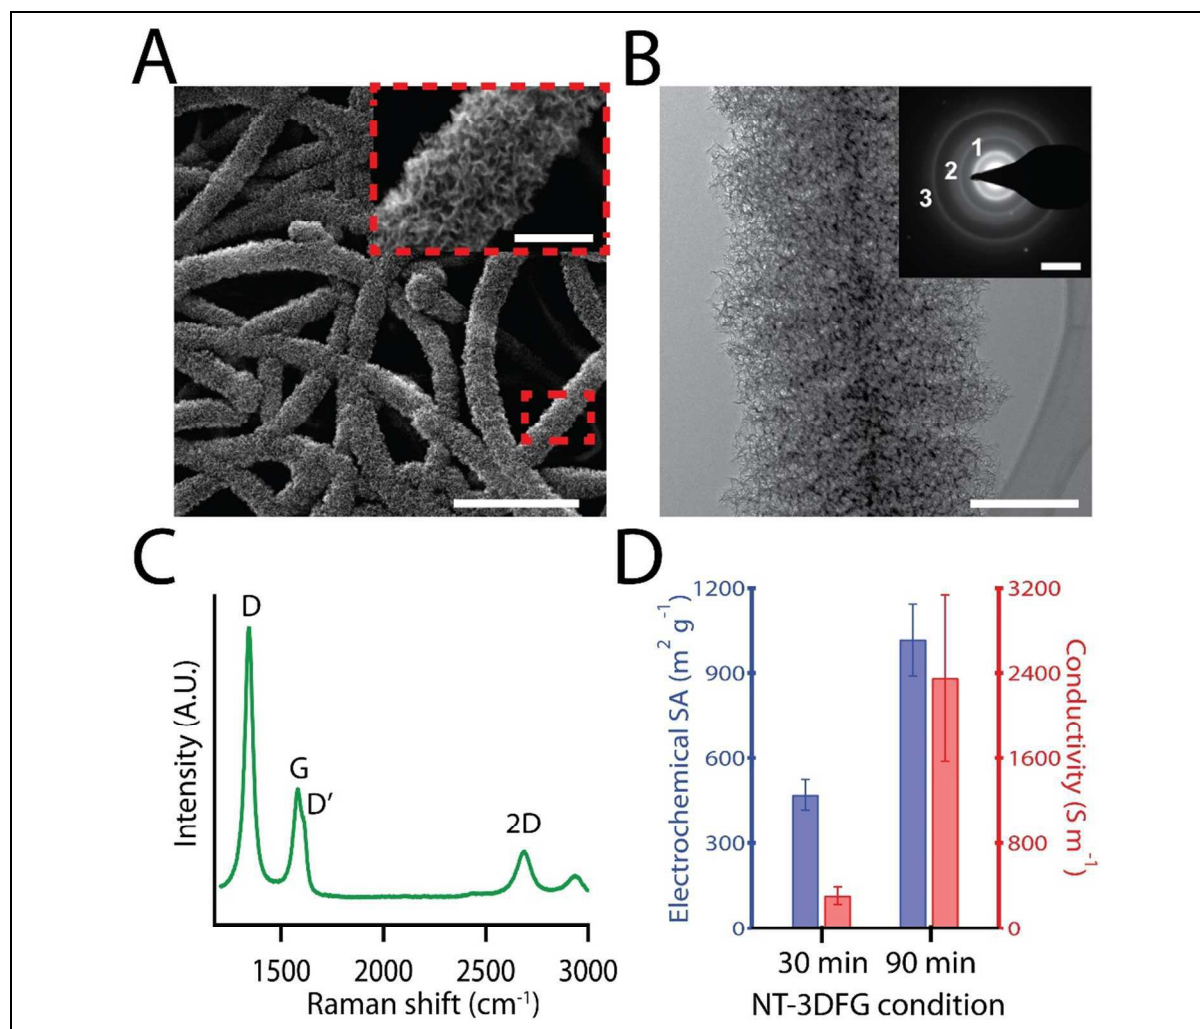 A
B
1
2
3
C
D
Intensity (A.U.)
D
G
D′
2D
1500 2000 2500 3000
Raman shift (cm⁻¹)
Electrochemical SA (m² g⁻¹)
1200
900
600
300
0
3200
2400
1600
800
0
Conductivity (S m⁻¹)
30 min 90 min
NT-3DFG condition